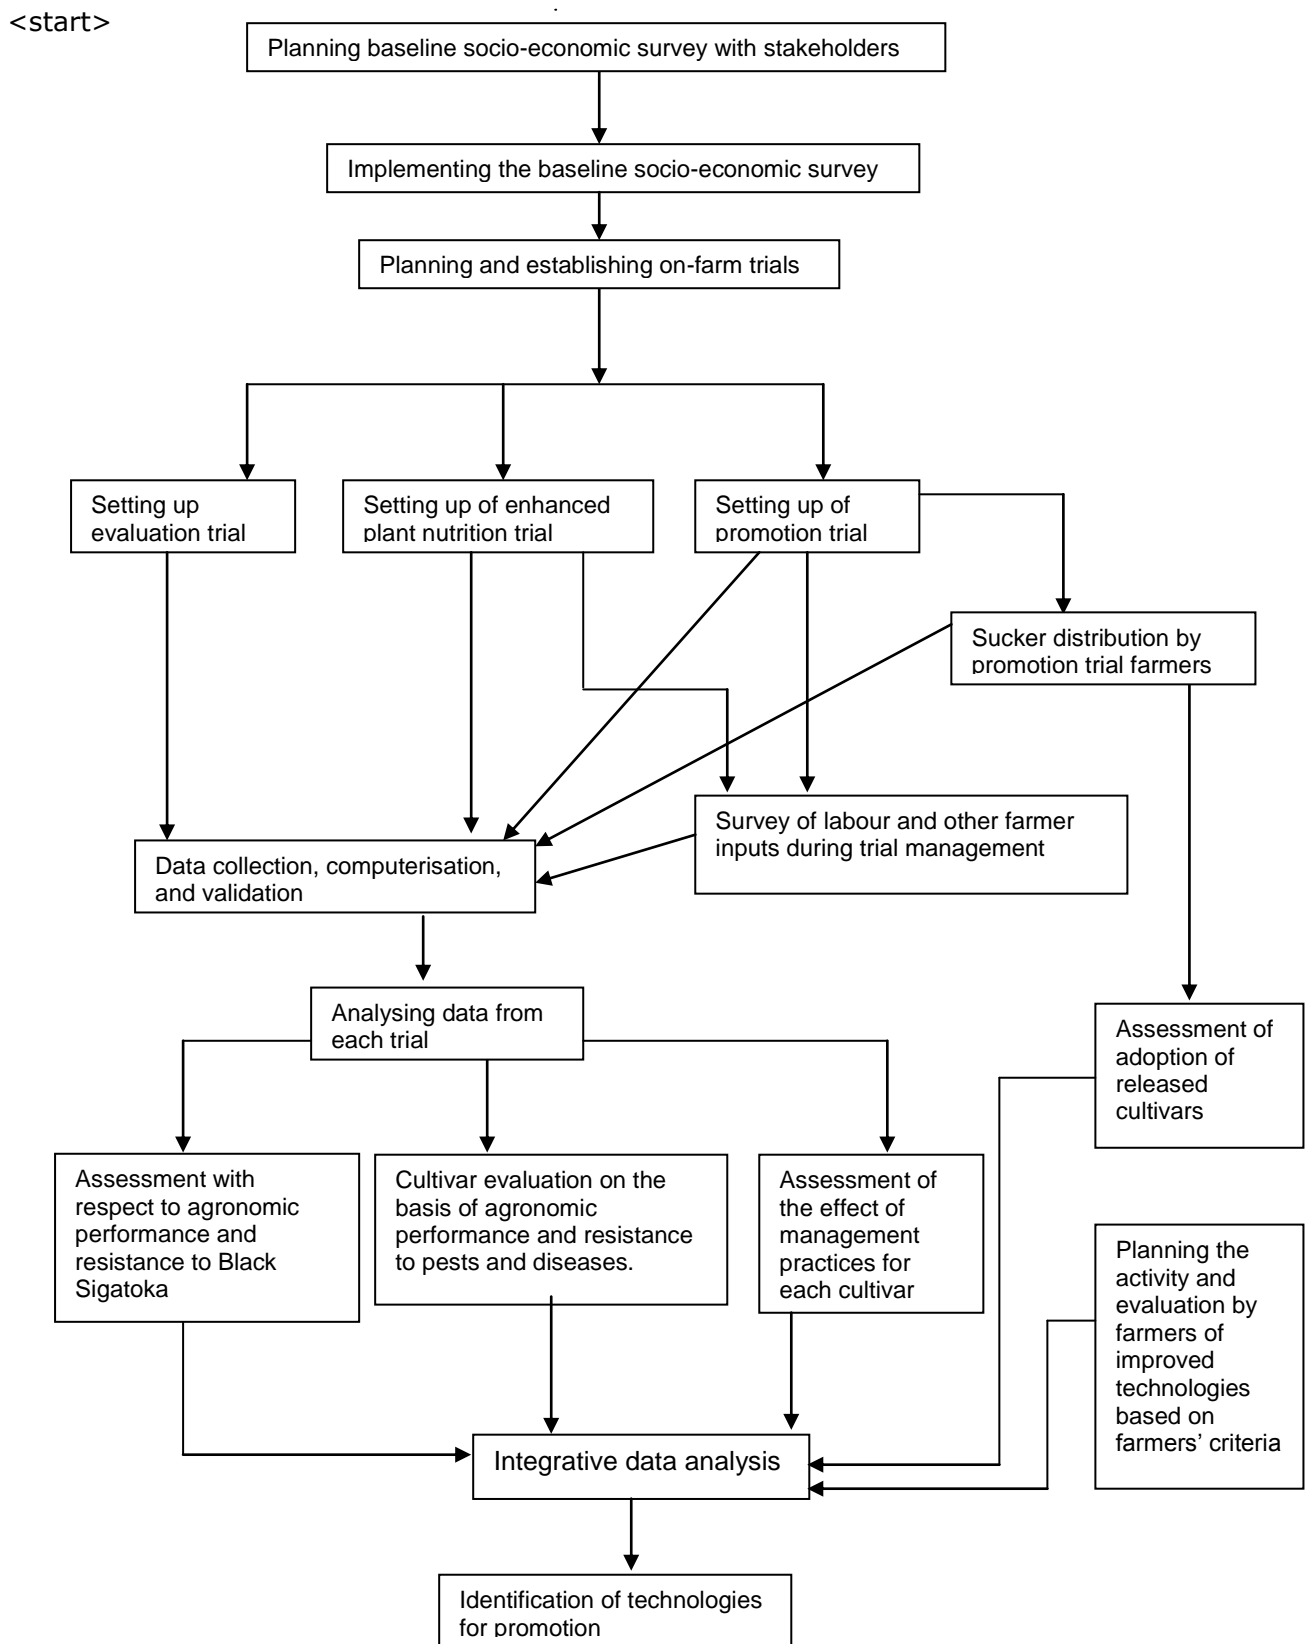 <start>
Planning baseline socio-economic survey with stakeholders
Implementing the baseline socio-economic survey
Planning and establishing on-farm trials
Setting up
evaluation trial
Setting up of enhanced
plant nutrition trial
Setting up of
promotion trial
Sucker distribution by
promotion trial farmers
Survey of labour and other farmer
inputs during trial management
Data collection, computerisation,
and validation
Analysing data from
each trial
Assessment of
adoption of
released
cultivars
Assessment with
respect to agronomic
performance and
resistance to Black
Sigatoka
Cultivar evaluation on the
basis of agronomic
performance and resistance
to pests and diseases.
Assessment of
the effect of
management
practices for
each cultivar
Planning the
activity and
evaluation by
farmers of
improved
technologies
based on
farmers’ criteria
Integrative data analysis
Identification of technologies
for promotion